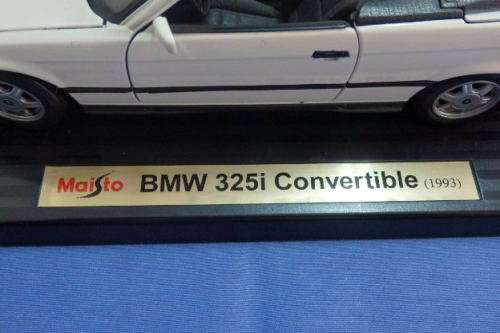 Maisto BMW 325i Convertible (1993)